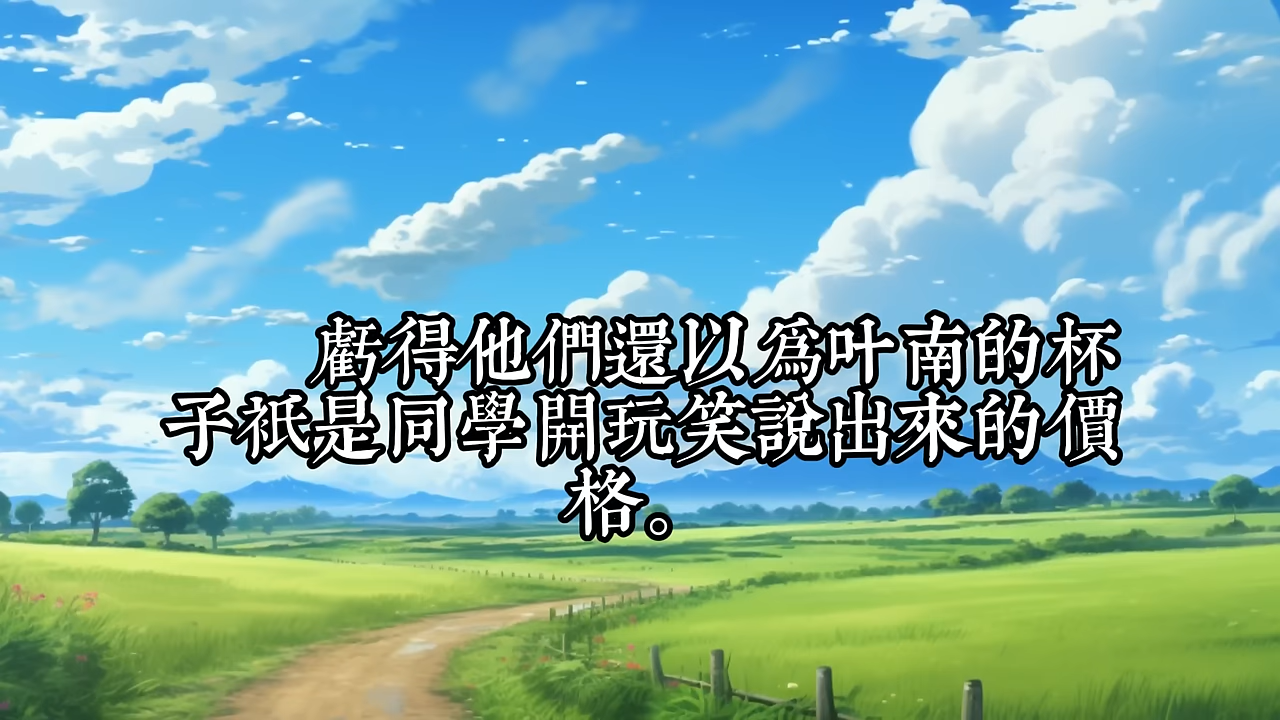 虧得他們還以爲叶南的杯
子衹是同學開玩笑說出來的價
格。